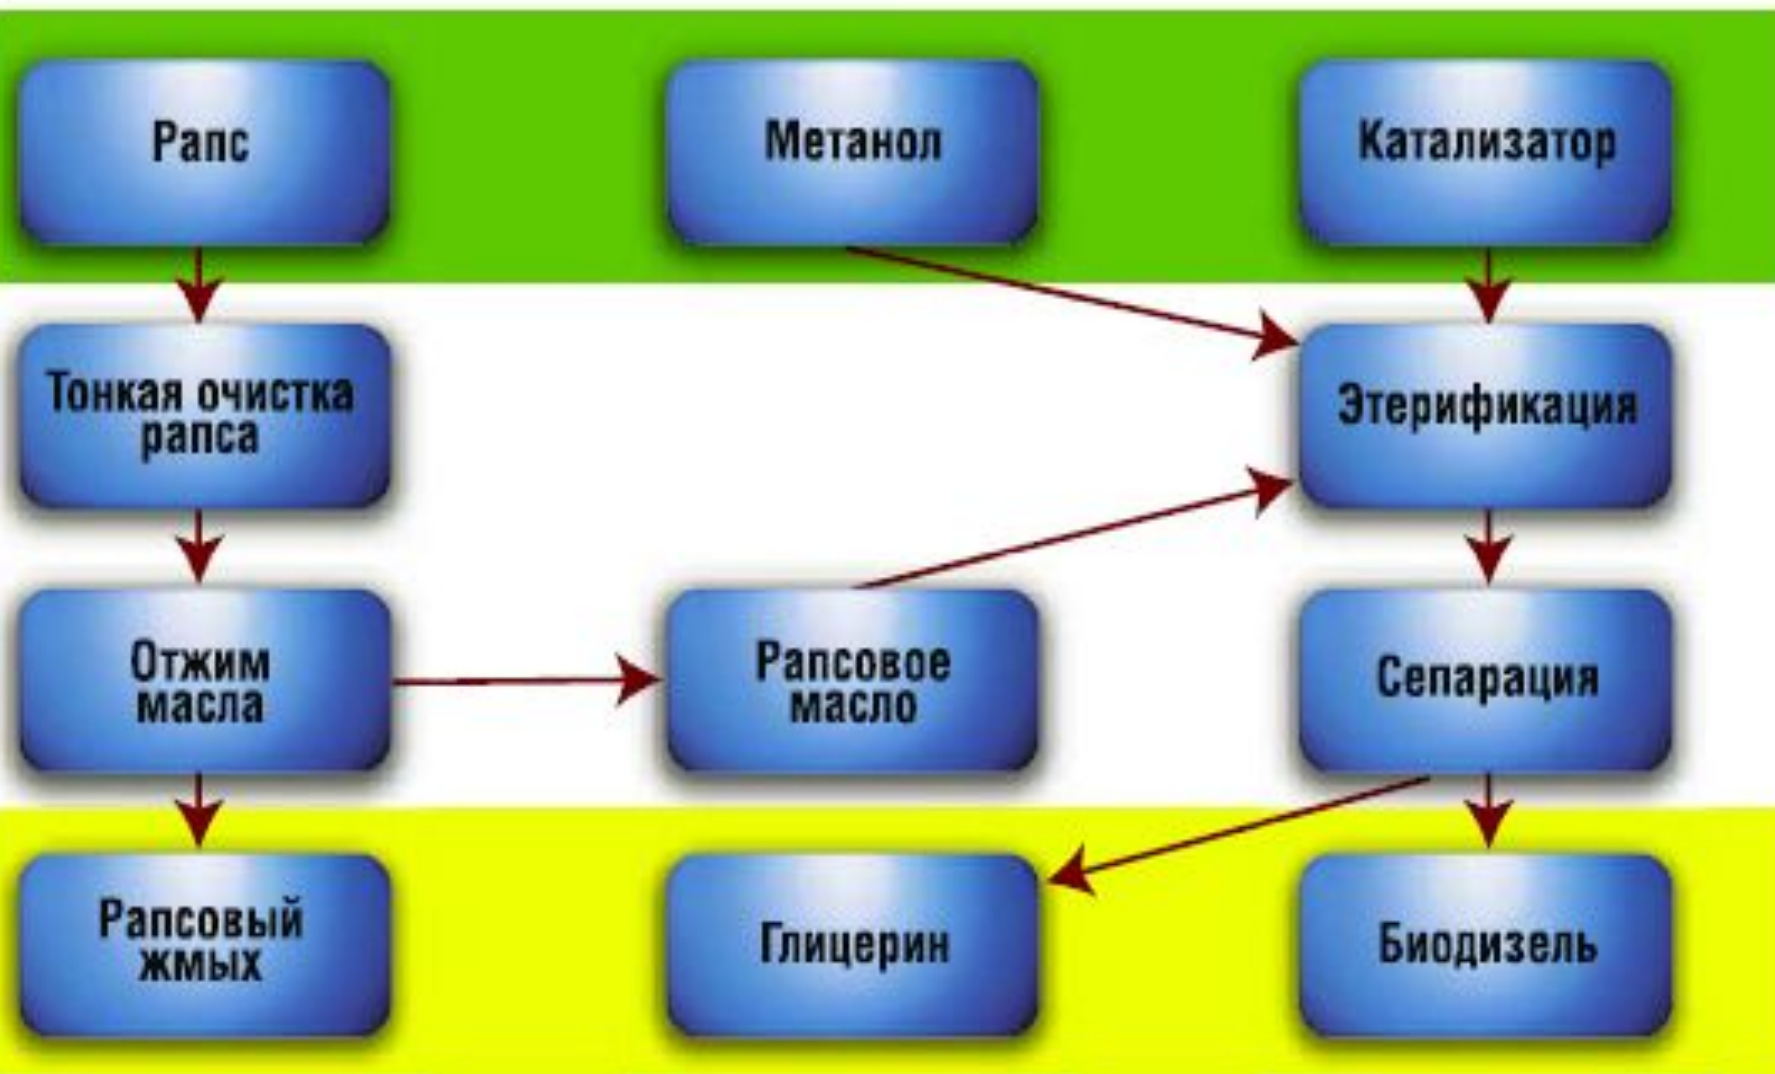 Рапс
Метанол
Катализатор
Тонкая очистка
рапса
Этерификация
Отжим
масла
Рапсовое
масло
Сепарация
Рапсовый
жмых
Глицерин
Биодизель